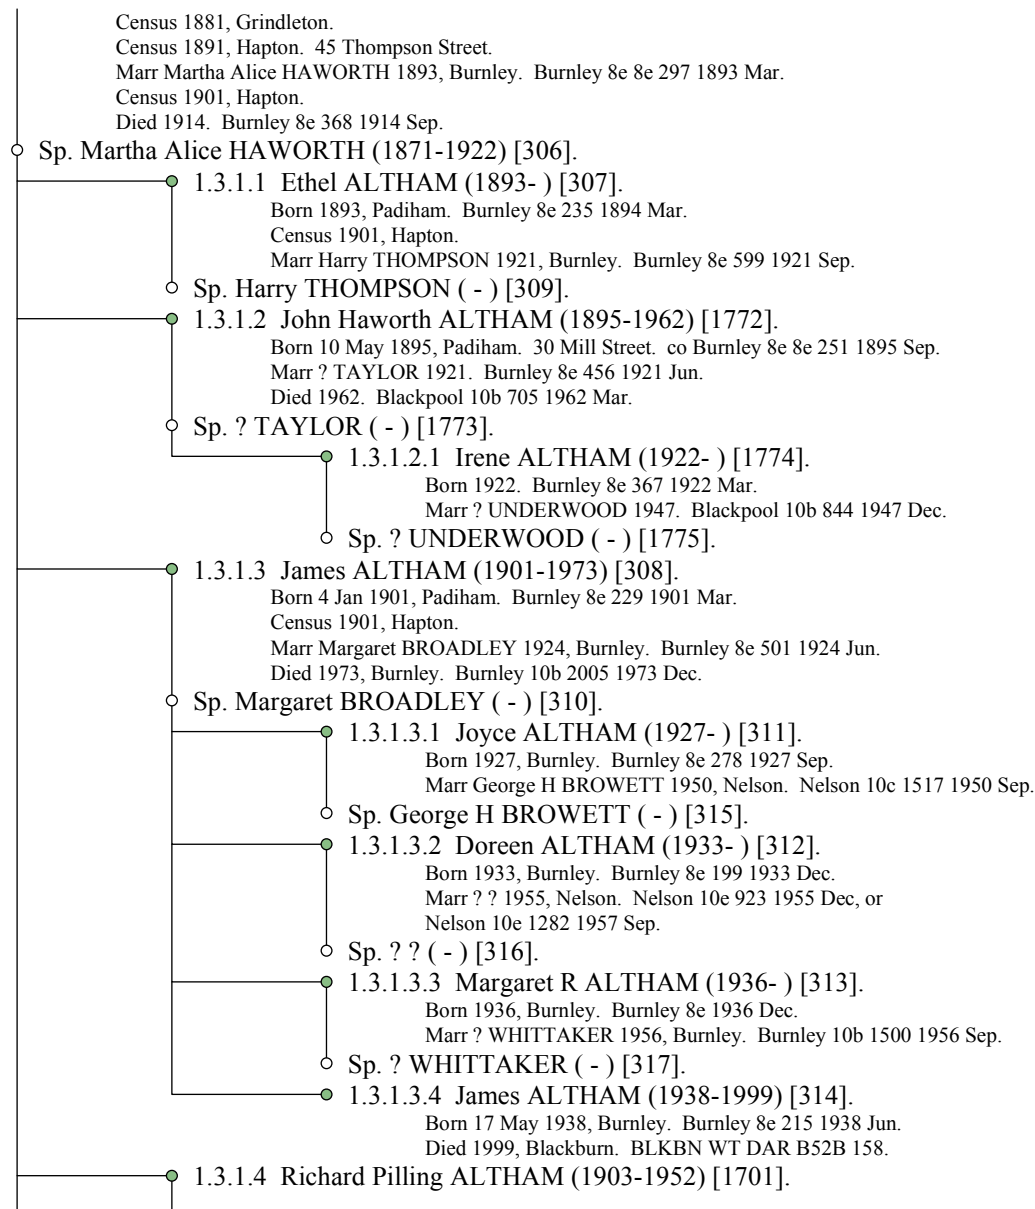 Census 1881, Grindleton.
Census 1891, Hapton.  45 Thompson Street.
Marr Martha Alice HAWORTH 1893, Burnley.  Burnley 8e 8e 297 1893 Mar.
Census 1901, Hapton.
Died 1914.  Burnley 8e 368 1914 Sep.
Sp. Martha Alice HAWORTH (1871-1922) [306].
1.3.1.1  Ethel ALTHAM (1893- ) [307].
Born 1893, Padiham.  Burnley 8e 235 1894 Mar.
Census 1901, Hapton.
Marr Harry THOMPSON 1921, Burnley.  Burnley 8e 599 1921 Sep.
Sp. Harry THOMPSON ( - ) [309].
1.3.1.2  John Haworth ALTHAM (1895-1962) [1772].
Born 10 May 1895, Padiham.  30 Mill Street.  co Burnley 8e 8e 251 1895 Sep.
Marr ? TAYLOR 1921.  Burnley 8e 456 1921 Jun.
Died 1962.  Blackpool 10b 705 1962 Mar.
Sp. ? TAYLOR ( - ) [1773].
1.3.1.2.1  Irene ALTHAM (1922- ) [1774].
Born 1922.  Burnley 8e 367 1922 Mar.
Marr ? UNDERWOOD 1947.  Blackpool 10b 844 1947 Dec.
Sp. ? UNDERWOOD ( - ) [1775].
1.3.1.3  James ALTHAM (1901-1973) [308].
Born 4 Jan 1901, Padiham.  Burnley 8e 229 1901 Mar.
Census 1901, Hapton.
Marr Margaret BROADLEY 1924, Burnley.  Burnley 8e 501 1924 Jun.
Died 1973, Burnley.  Burnley 10b 2005 1973 Dec.
Sp. Margaret BROADLEY ( - ) [310].
1.3.1.3.1  Joyce ALTHAM (1927- ) [311].
Born 1927, Burnley.  Burnley 8e 278 1927 Sep.
Marr George H BROWETT 1950, Nelson.  Nelson 10c 1517 1950 Sep.
Sp. George H BROWETT ( - ) [315].
1.3.1.3.2  Doreen ALTHAM (1933- ) [312].
Born 1933, Burnley.  Burnley 8e 199 1933 Dec.
Marr ? ? 1955, Nelson.  Nelson 10e 923 1955 Dec, or
Nelson 10e 1282 1957 Sep.
Sp. ? ? ( - ) [316].
1.3.1.3.3  Margaret R ALTHAM (1936- ) [313].
Born 1936, Burnley.  Burnley 8e 1936 Dec.
Marr ? WHITTAKER 1956, Burnley.  Burnley 10b 1500 1956 Sep.
Sp. ? WHITTAKER ( - ) [317].
1.3.1.3.4  James ALTHAM (1938-1999) [314].
Born 17 May 1938, Burnley.  Burnley 8e 215 1938 Jun.
Died 1999, Blackburn.  BLKBN WT DAR B52B 158.
1.3.1.4  Richard Pilling ALTHAM (1903-1952) [1701].